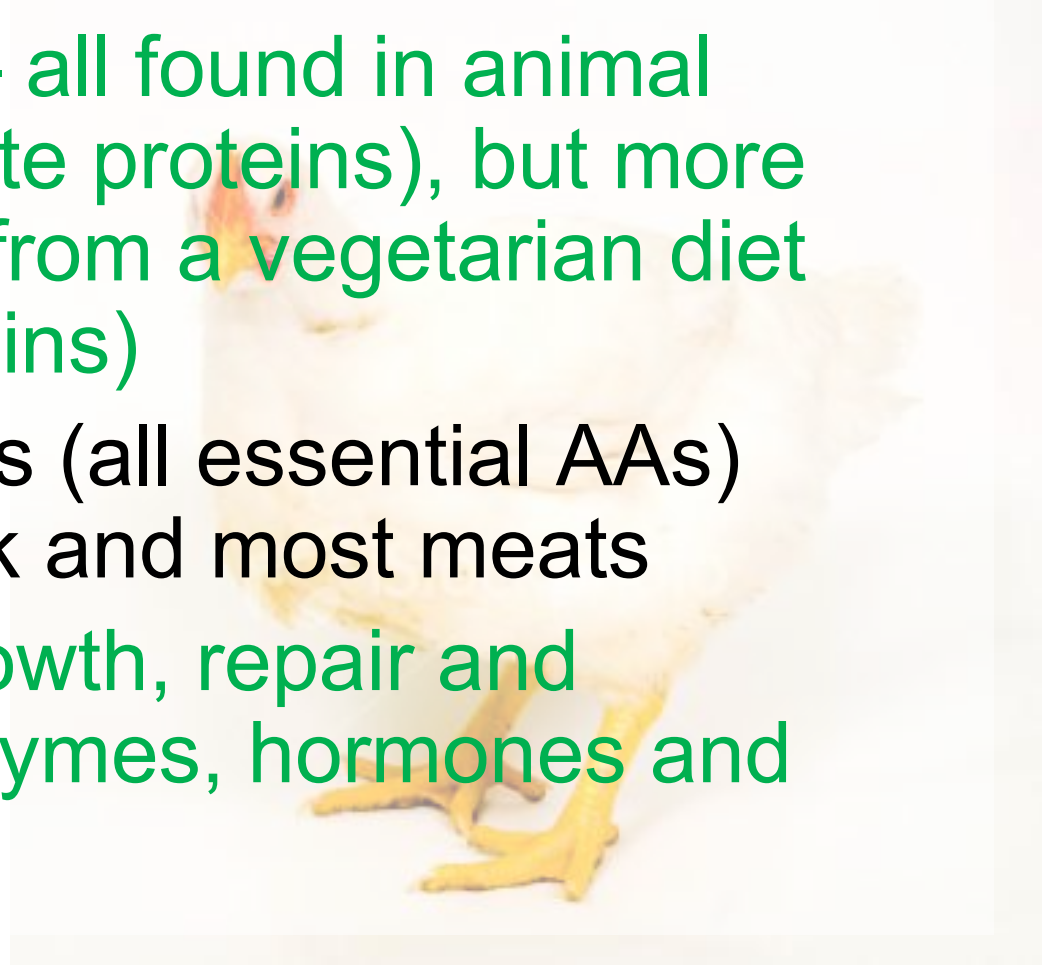 - all found in animal
te proteins), but more
from a vegetarian diet
ins)
s (all essential AAs)
k and most meats
owth, repair and
ymes, hormones and